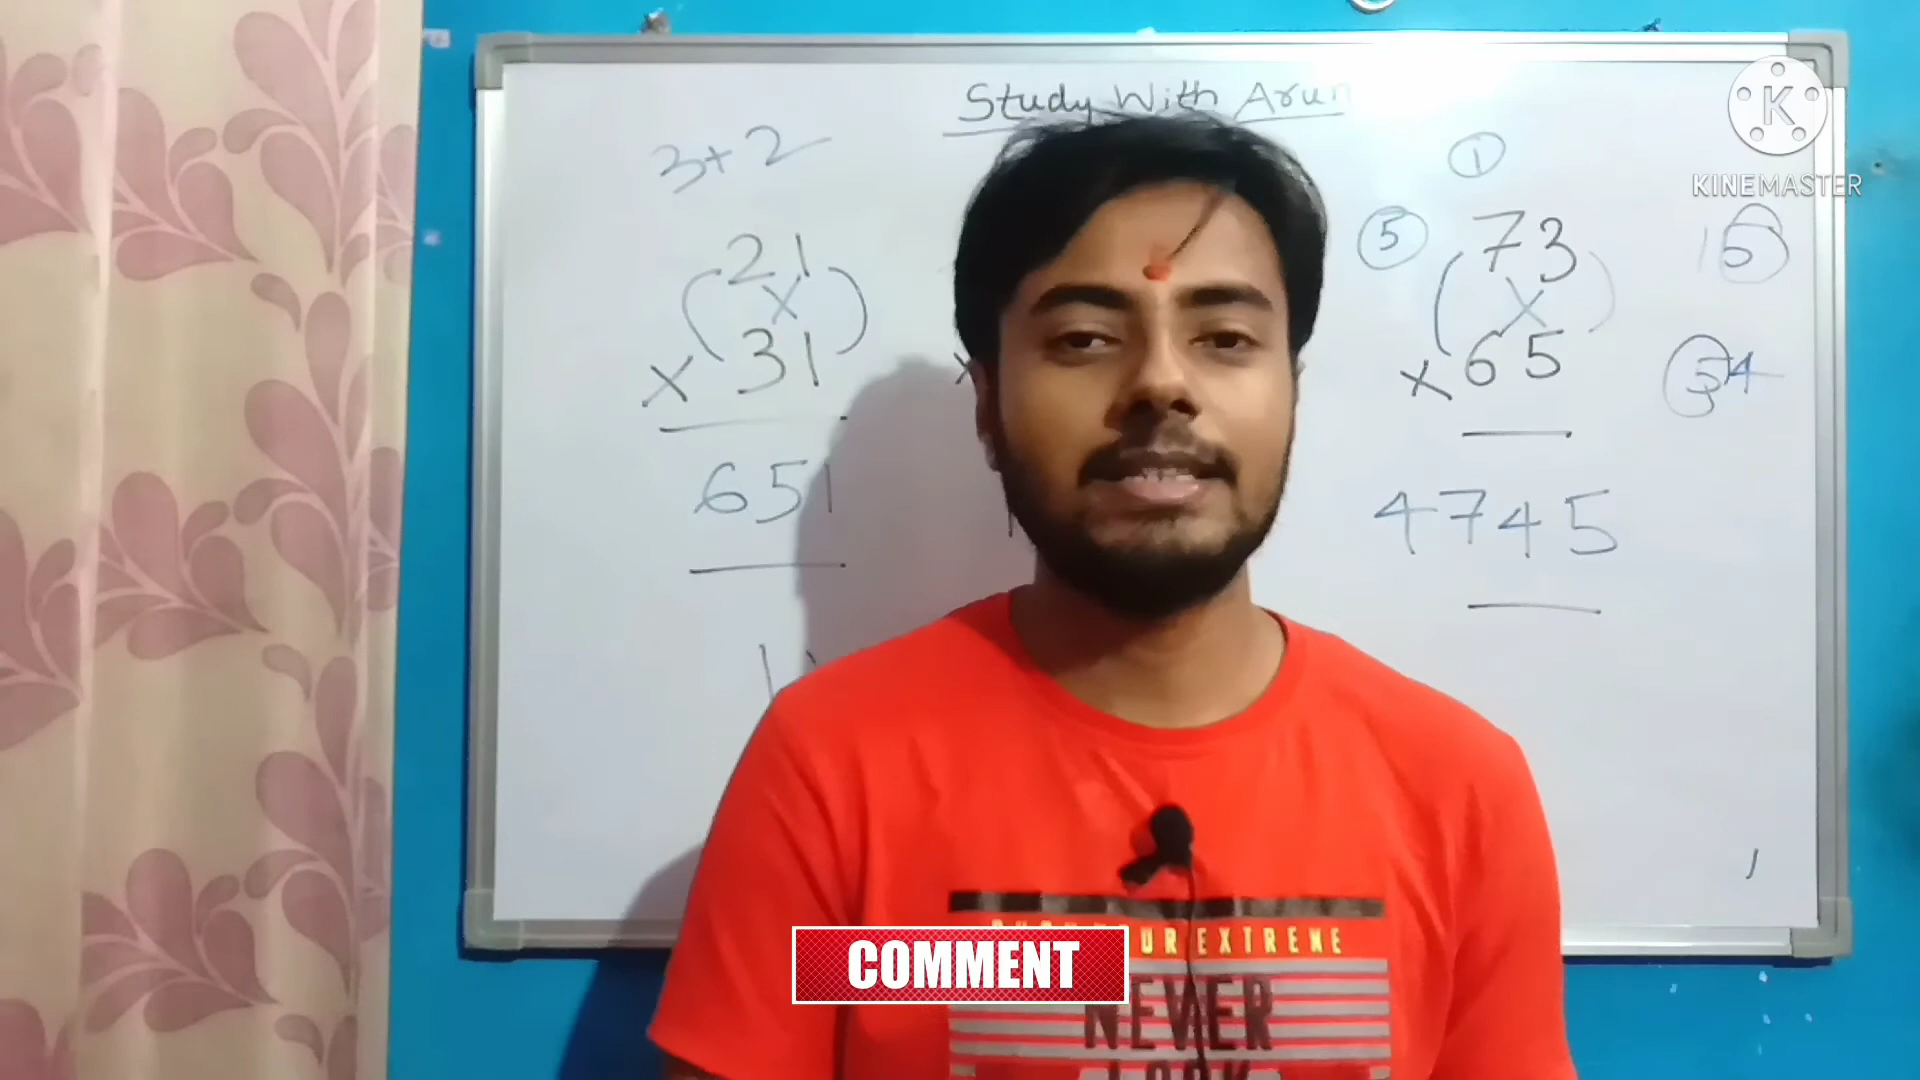 Study With Arun
KINEMASTER
3+2
21
× 31
651
1
5
73
× 65
4745
15
54
COMMENT
UR EXTREME
NEVER